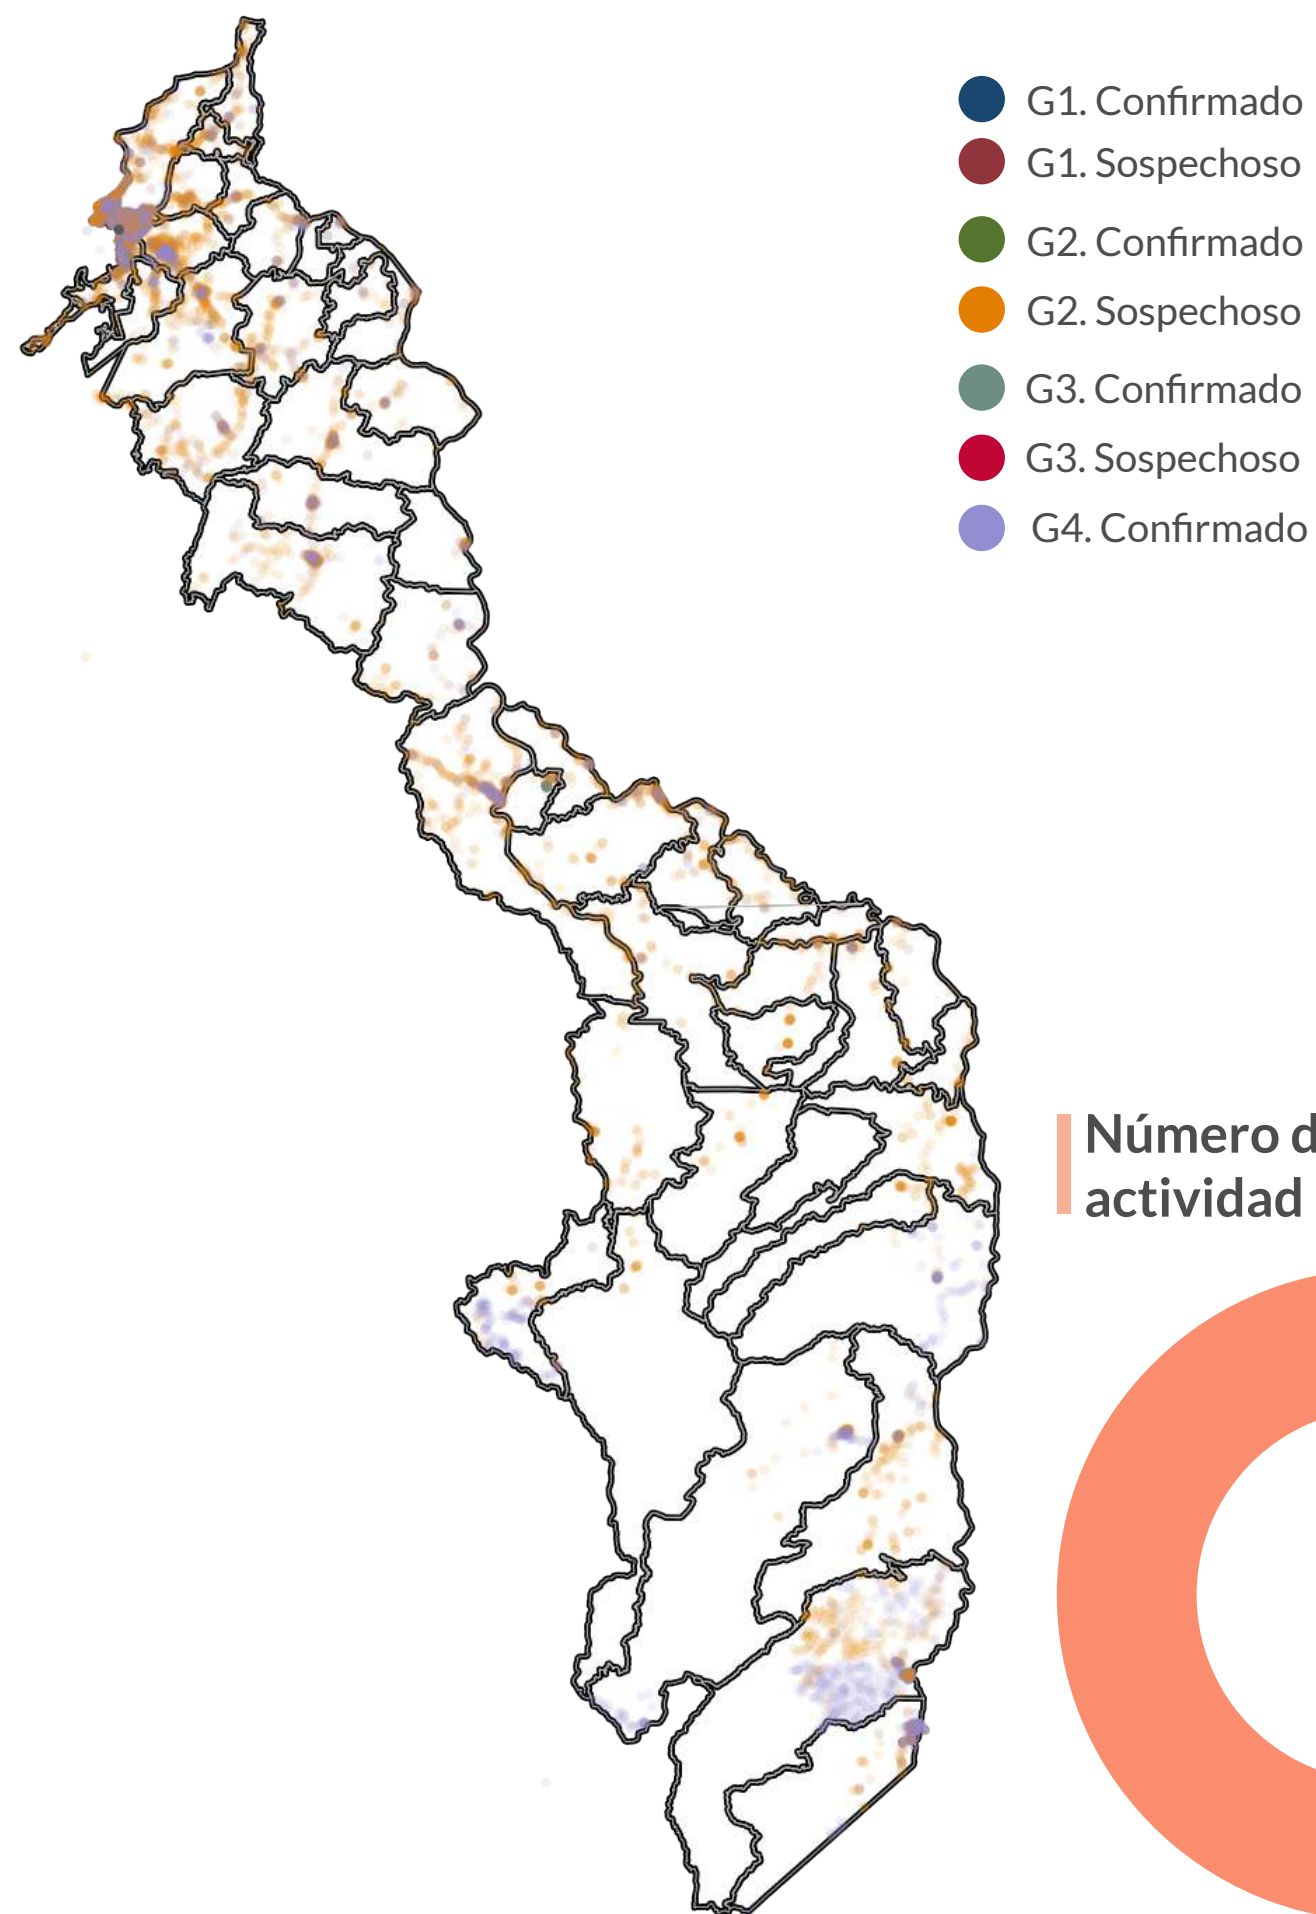 G1. Confirmado
G1. Sospechoso
G2. Confirmado
G2. Sospechoso
G3. Confirmado
G3. Sospechoso
G4. Confirmado
Número d
actividad